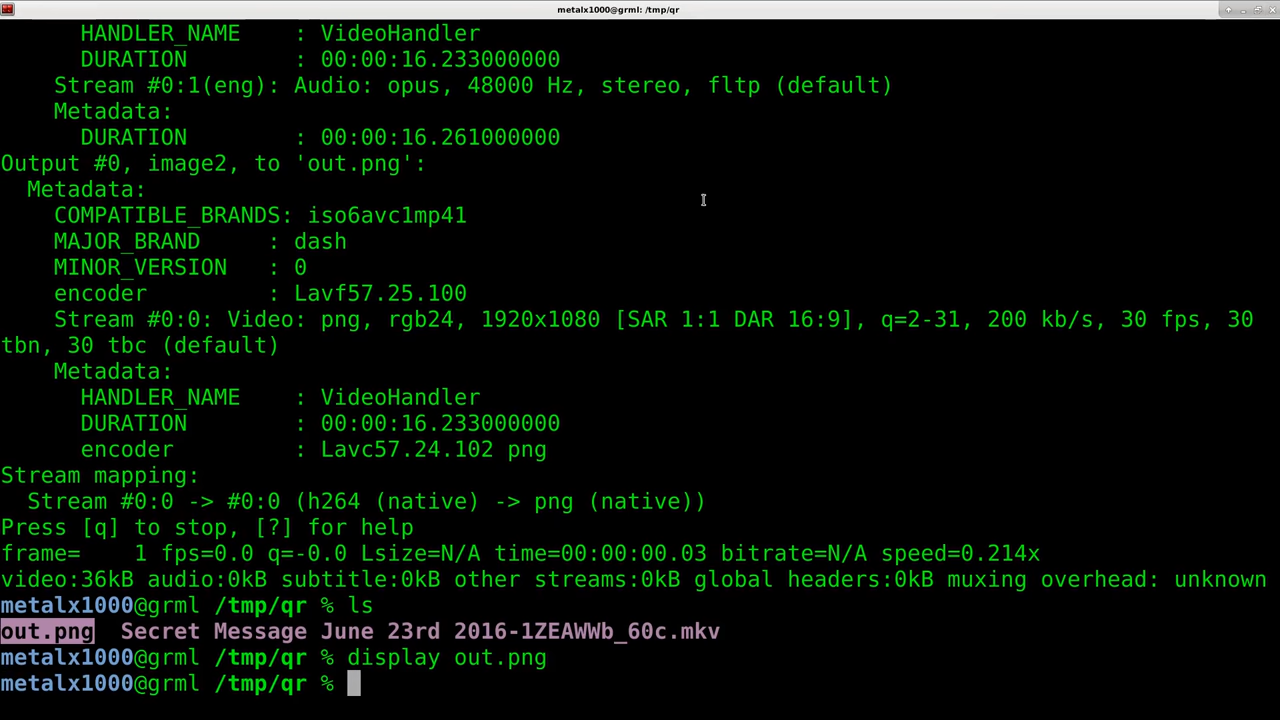 metalx1000@grml: /tmp/qr
      HANDLER_NAME    : VideoHandler
      DURATION        : 00:00:16.233000000
    Stream #0:1(eng): Audio: opus, 48000 Hz, stereo, fltp (default)
    Metadata:
      DURATION        : 00:00:16.261000000
Output #0, image2, to 'out.png':
  Metadata:
    COMPATIBLE_BRANDS: iso6avc1mp41
    MAJOR_BRAND     : dash
    MINOR_VERSION   : 0
    encoder         : Lavf57.25.100
    Stream #0:0: Video: png, rgb24, 1920x1080 [SAR 1:1 DAR 16:9], q=2-31, 200 kb/s, 30 fps, 30
tbn, 30 tbc (default)
    Metadata:
      HANDLER_NAME    : VideoHandler
      DURATION        : 00:00:16.233000000
      encoder         : Lavc57.24.102 png
Stream mapping:
  Stream #0:0 -> #0:0 (h264 (native) -> png (native))
Press [q] to stop, [?] for help
frame=    1 fps=0.0 q=-0.0 Lsize=N/A time=00:00:00.03 bitrate=N/A speed=0.214x
video:36kB audio:0kB subtitle:0kB other streams:0kB global headers:0kB muxing overhead: unknown
metalx1000@grml /tmp/qr % ls
out.png  Secret Message June 23rd 2016-1ZEAWWb_60c.mkv
metalx1000@grml /tmp/qr % display out.png
metalx1000@grml /tmp/qr %